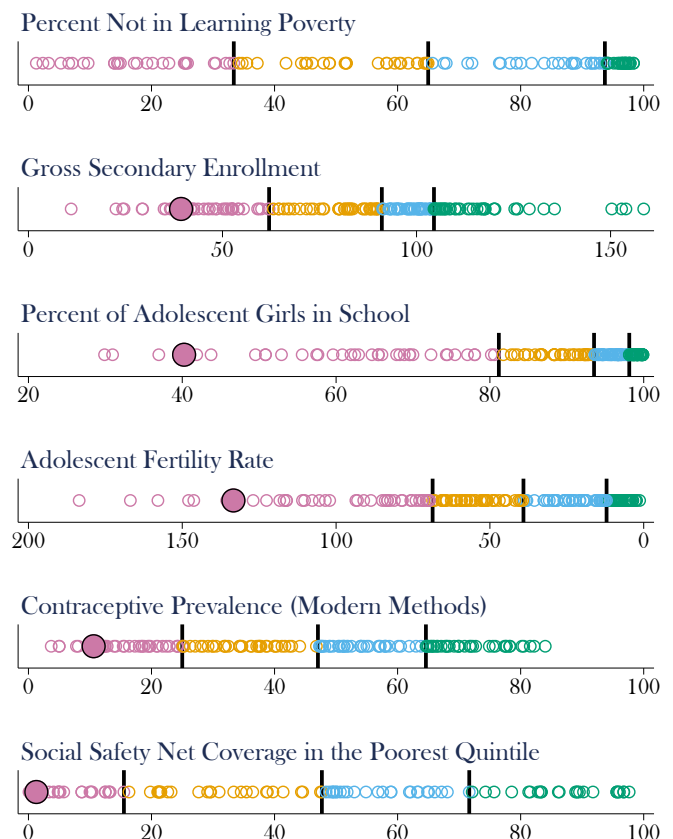 Percent Not in Learning Poverty
0 20 40 60 80 100
Gross Secondary Enrollment
0 50 100 150
Percent of Adolescent Girls in School
20 40 60 80 100
Adolescent Fertility Rate
200 150 100 50 0
Contraceptive Prevalence (Modern Methods)
0 20 40 60 80 100
Social Safety Net Coverage in the Poorest Quintile
0 20 40 60 80 100